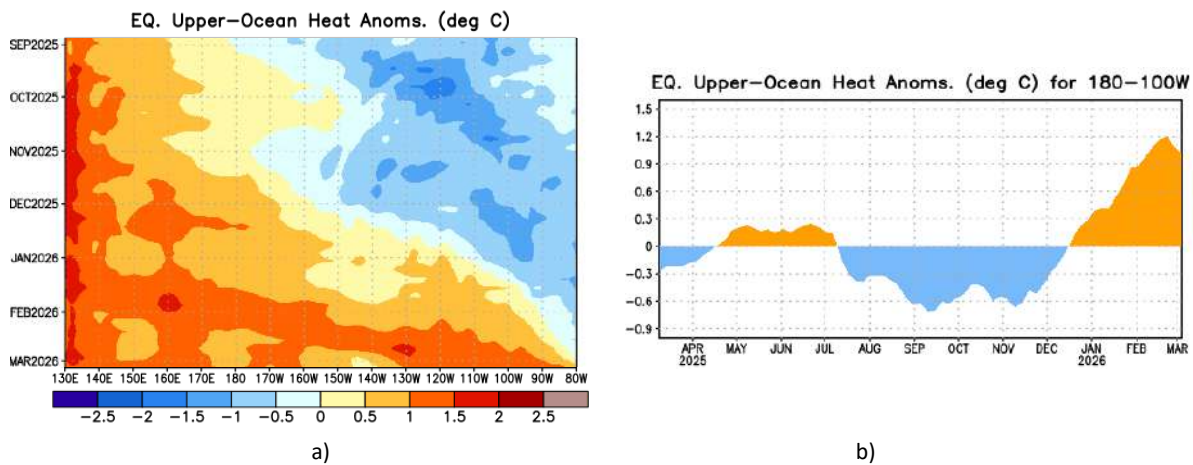 EQ. Upper-Ocean Heat Anoms. (deg C)
SEP2025
OCT2025
NOV2025
DEC2025
JAN2026
FEB2026
MAR2026
130E 140E 150E 160E 170E 180 170W 160W 150W 140W 130W 120W 110W 100W 90W 80W
-2.5 -2 -1.5 -1 -0.5 0 0.5 1 1.5 2 2.5
a)
EQ. Upper-Ocean Heat Anoms. (deg C) for 180-100W
1.5
1.2
0.9
0.6
0.3
0
-0.3
-0.6
-0.9
APR MAY JUN JUL AUG SEP OCT NOV DEC JAN FEB MAR
2025 2026
b)